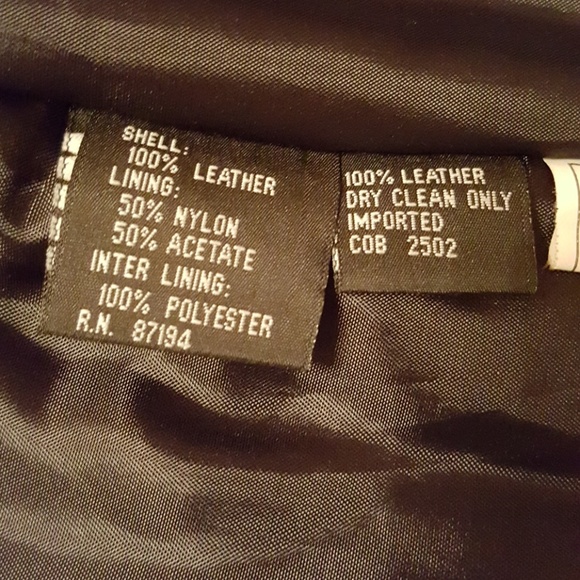 SHELL:
100% LEATHER
LINING:
50% NYLON
50% ACETATE
INTER LINING:
100% POLYESTER
R.N. 87194
100% LEATHER
DRY CLEAN ONLY
IMPORTED
COB 2502